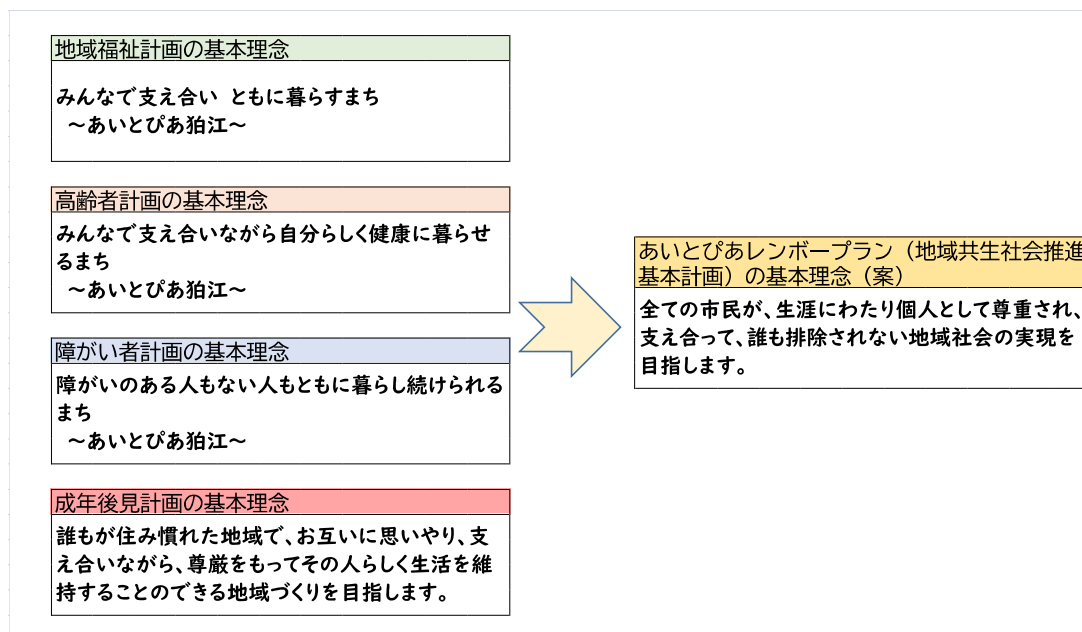 地域福祉計画の基本理念
みんなで支え合い ともに暮らすまち
～あいとぴあ狛江～
高齢者計画の基本理念
みんなで支え合いながら自分らしく健康に暮らせ
るまち
～あいとぴあ狛江～
障がい者計画の基本理念
障がいのある人もない人もともに暮らし続けられる
まち
～あいとぴあ狛江～
成年後見計画の基本理念
誰もが住み慣れた地域で、お互いに思いやり、支
え合いながら、尊厳をもってその人らしく生活を維
持することのできる地域づくりを目指します。
あいとぴあレンボープラン（地域共生社会推進
基本計画）の基本理念（案）
全ての市民が、生涯にわたり個人として尊重され、
支え合って、誰も排除されない地域社会の実現を
目指します。